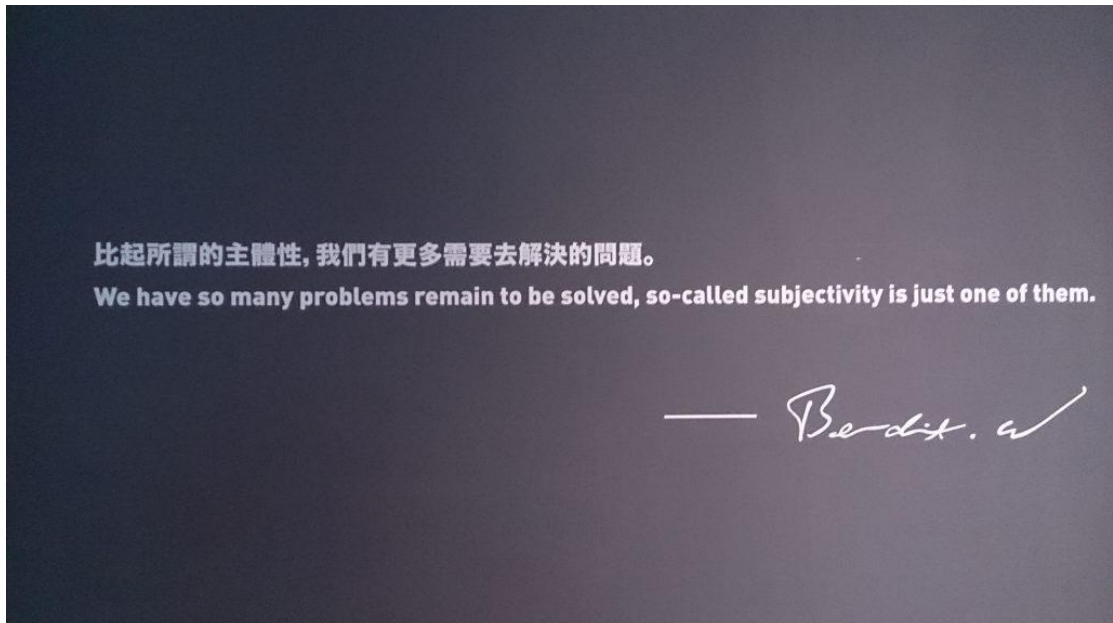 比起所謂的主體性，我們有更多需要去解決的問題。
We have so many problems remain to be solved, so-called subjectivity is just one of them.